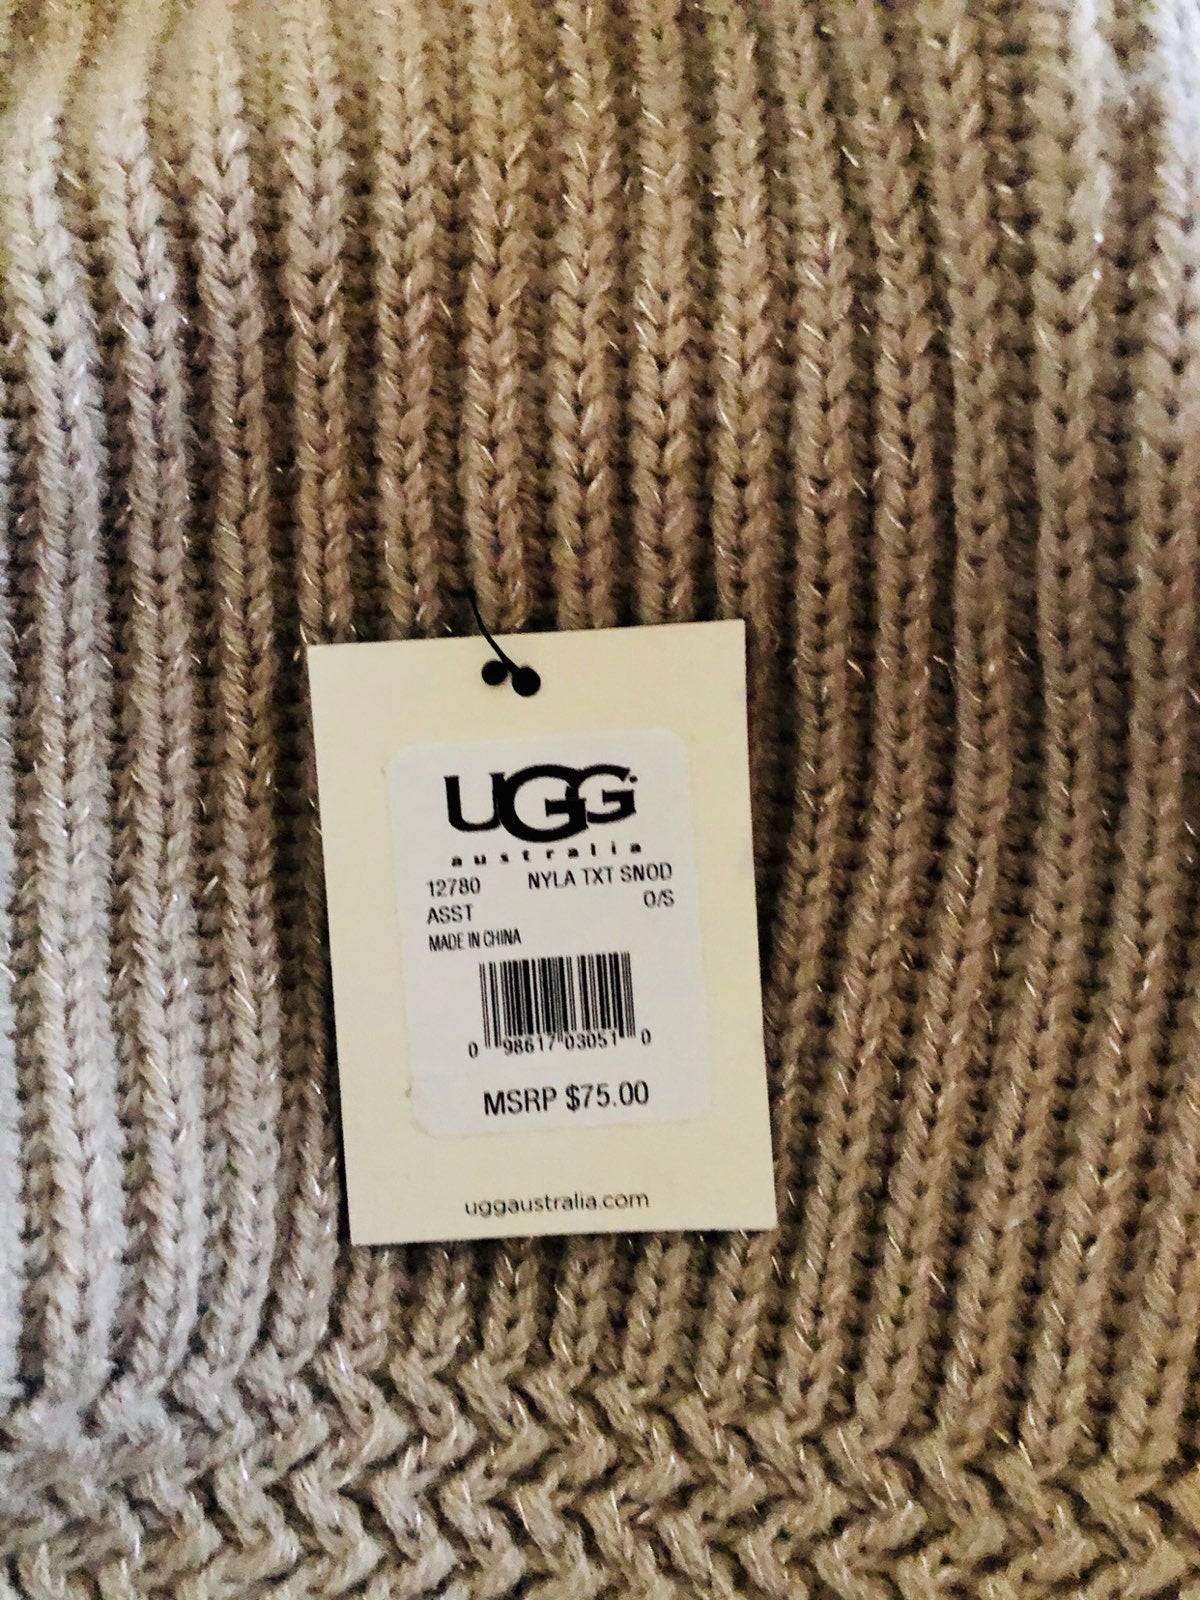 UGG
australia
12780 NYLA TXT SNOD
ASST O/S
MADE IN CHINA
0 98617 03051 0
MSRP $75.00
uggaustralia.com